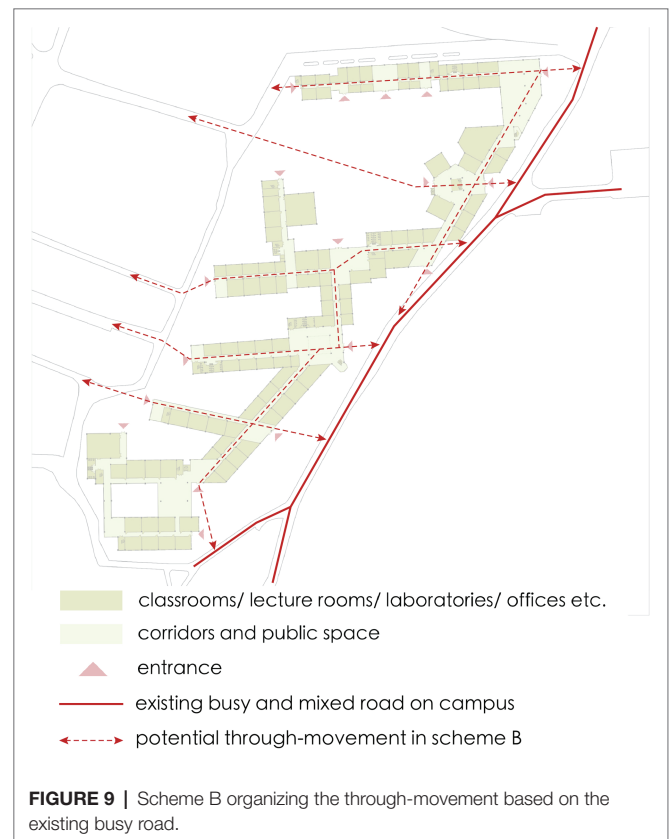 classrooms/ lecture rooms/ laboratories/ offices etc.
corridors and public space
entrance
existing busy and mixed road on campus
potential through-movement in scheme B
FIGURE 9 | Scheme B organizing the through-movement based on the
existing busy road.